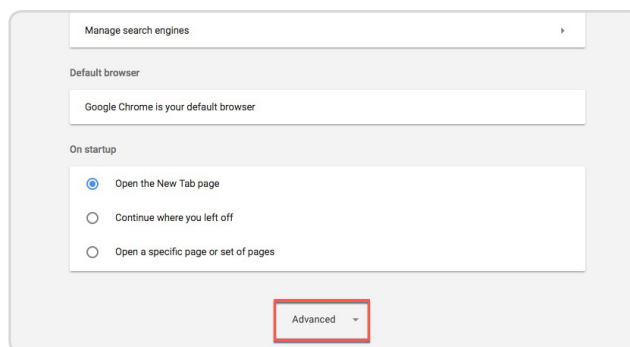 Manage search engines
Default browser
Google Chrome is your default browser
On startup
Open the New Tab page
Continue where you left off
Open a specific page or set of pages
Advanced